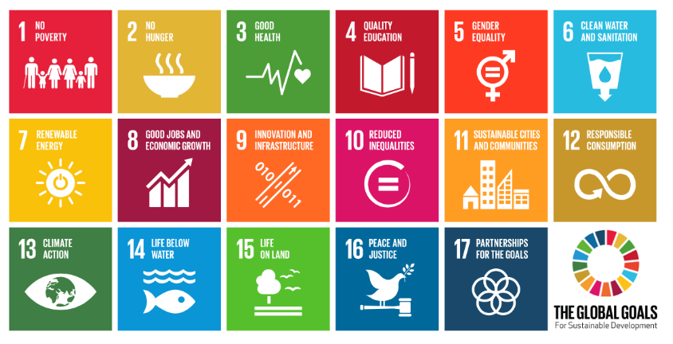 1 NO
POVERTY
2 NO
HUNGER
3 GOOD
HEALTH
4 QUALITY
EDUCATION
5 GENDER
EQUALITY
6 CLEAN WATER
AND SANITATION
7 RENEWABLE
ENERGY
8 GOOD JOBS AND
ECONOMIC GROWTH
9 INNOVATION AND
INFRASTRUCTURE
010
011
10 REDUCED
INEQUALITIES
11 SUSTAINABLE CITIES
AND COMMUNITIES
12 RESPONSIBLE
CONSUMPTION
13 CLIMATE
ACTION
14 LIFE BELOW
WATER
15 LIFE
ON LAND
16 PEACE AND
JUSTICE
17 PARTNERSHIPS
FOR THE GOALS
THE GLOBAL GOALS
For Sustainable Development